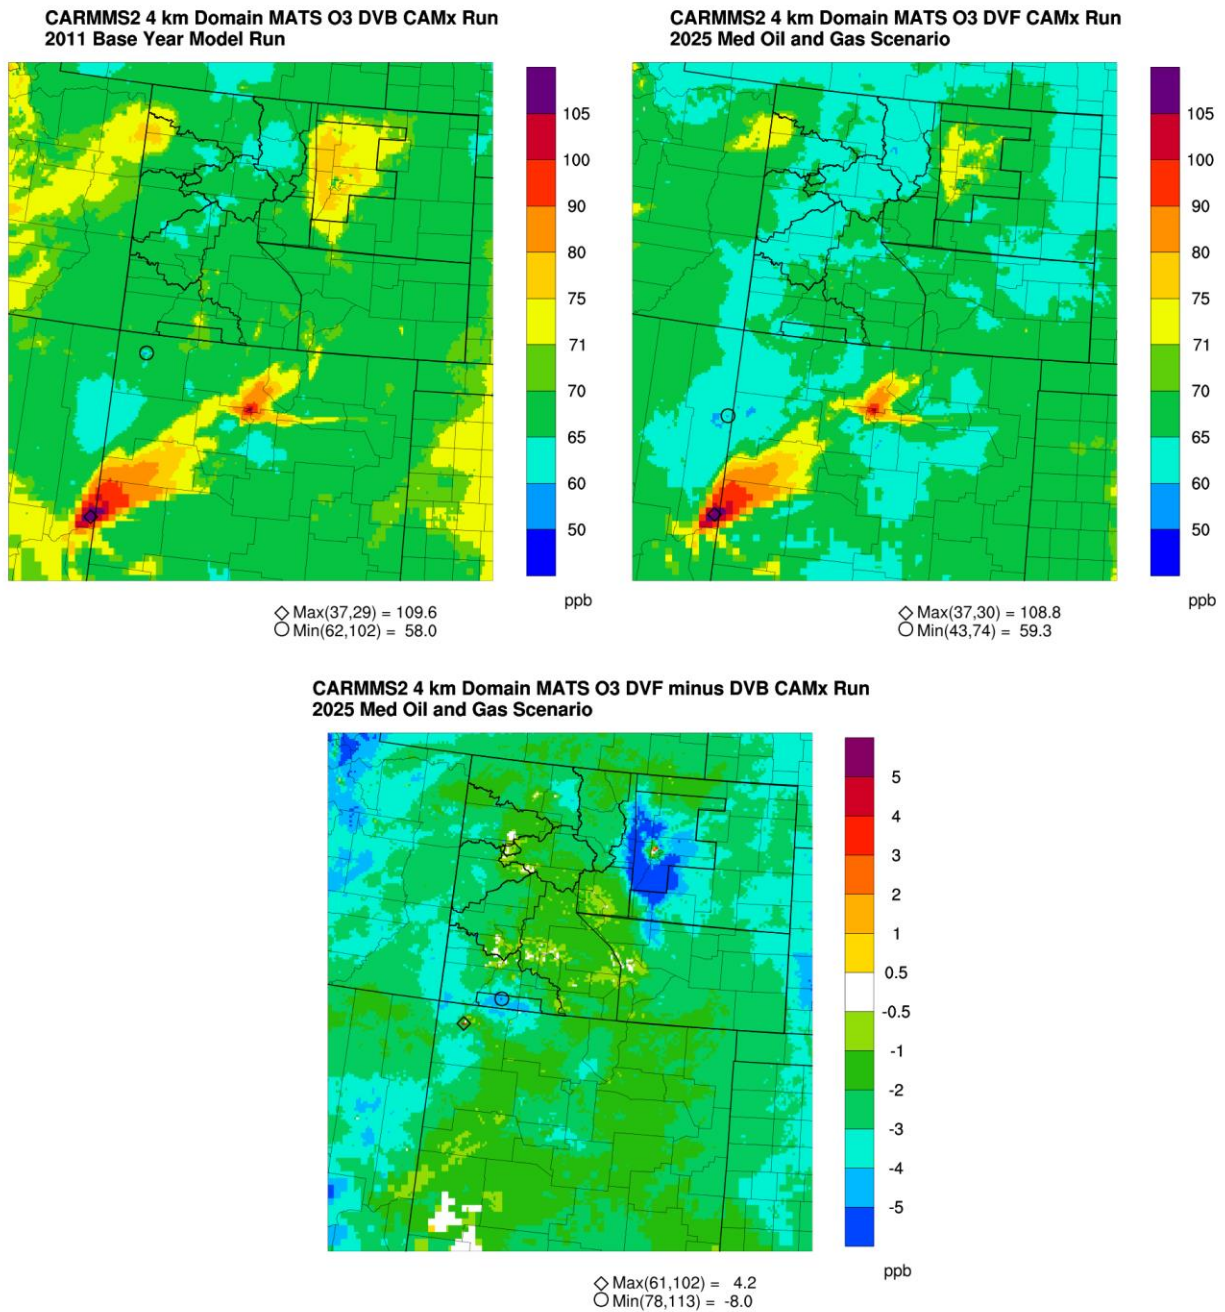 CARMMS2 4 km Domain MATS O3 DVB CAMx Run
2011 Base Year Model Run
105
100
90
80
75
71
70
65
60
50
ppb
Max(37,29) = 109.6
Min(62,102) = 58.0
CARMMS2 4 km Domain MATS O3 DVF CAMx Run
2025 Med Oil and Gas Scenario
105
100
90
80
75
71
70
65
60
50
ppb
Max(37,30) = 108.8
Min(43,74) = 59.3
CARMMS2 4 km Domain MATS O3 DVF minus DVB CAMx Run
2025 Med Oil and Gas Scenario
5
4
3
2
1
0.5
-0.5
-1
-2
-3
-4
-5
ppb
Max(61,102) = 4.2
Min(78,113) = -8.0